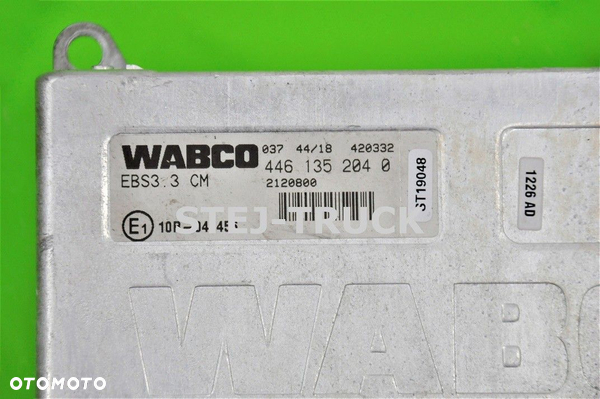 WABCO
037 44/18 420332
446 135 204 0
EBS3.3 CM
2120800
E1
STEJ-TRUCK
ST19048
1226 AD
WABC
OTOMOTO